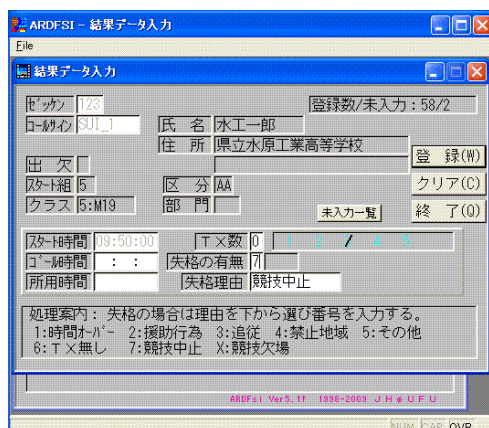 ARDFSI - 結果データ入力
File
結果データ入力
ｾﾞｯｹﾝ 123
登録数/未入力:58/2
ｺｰﾙｻｲﾝ SUI_1
氏 名 水工一郎
住 所 県立水原工業高等学校
登 録(W)
出 欠
クリア(C)
ｽﾀｰﾄ組 5
区 分 AA
クラス 5:M19
部 門
未入力一覧
終 了(Q)
ｽﾀｰﾄ時間 09:50:00
TX数 0 1 2 / 4 5
ｺﾞｰﾙ時間 : :
失格の有無 7
所用時間
失格理由 競技中止
処理案内: 失格の場合は理由を下から選び番号を入力する。
1:時間ｵｰﾊﾞｰ 2:援助行為 3:追従 4:禁止地域 5:その他
6:TX無し 7:競技中止 X:競技欠場
ARDFsi Ver5.1f 1998-2009 JHφUFU
NUM CAP OVR